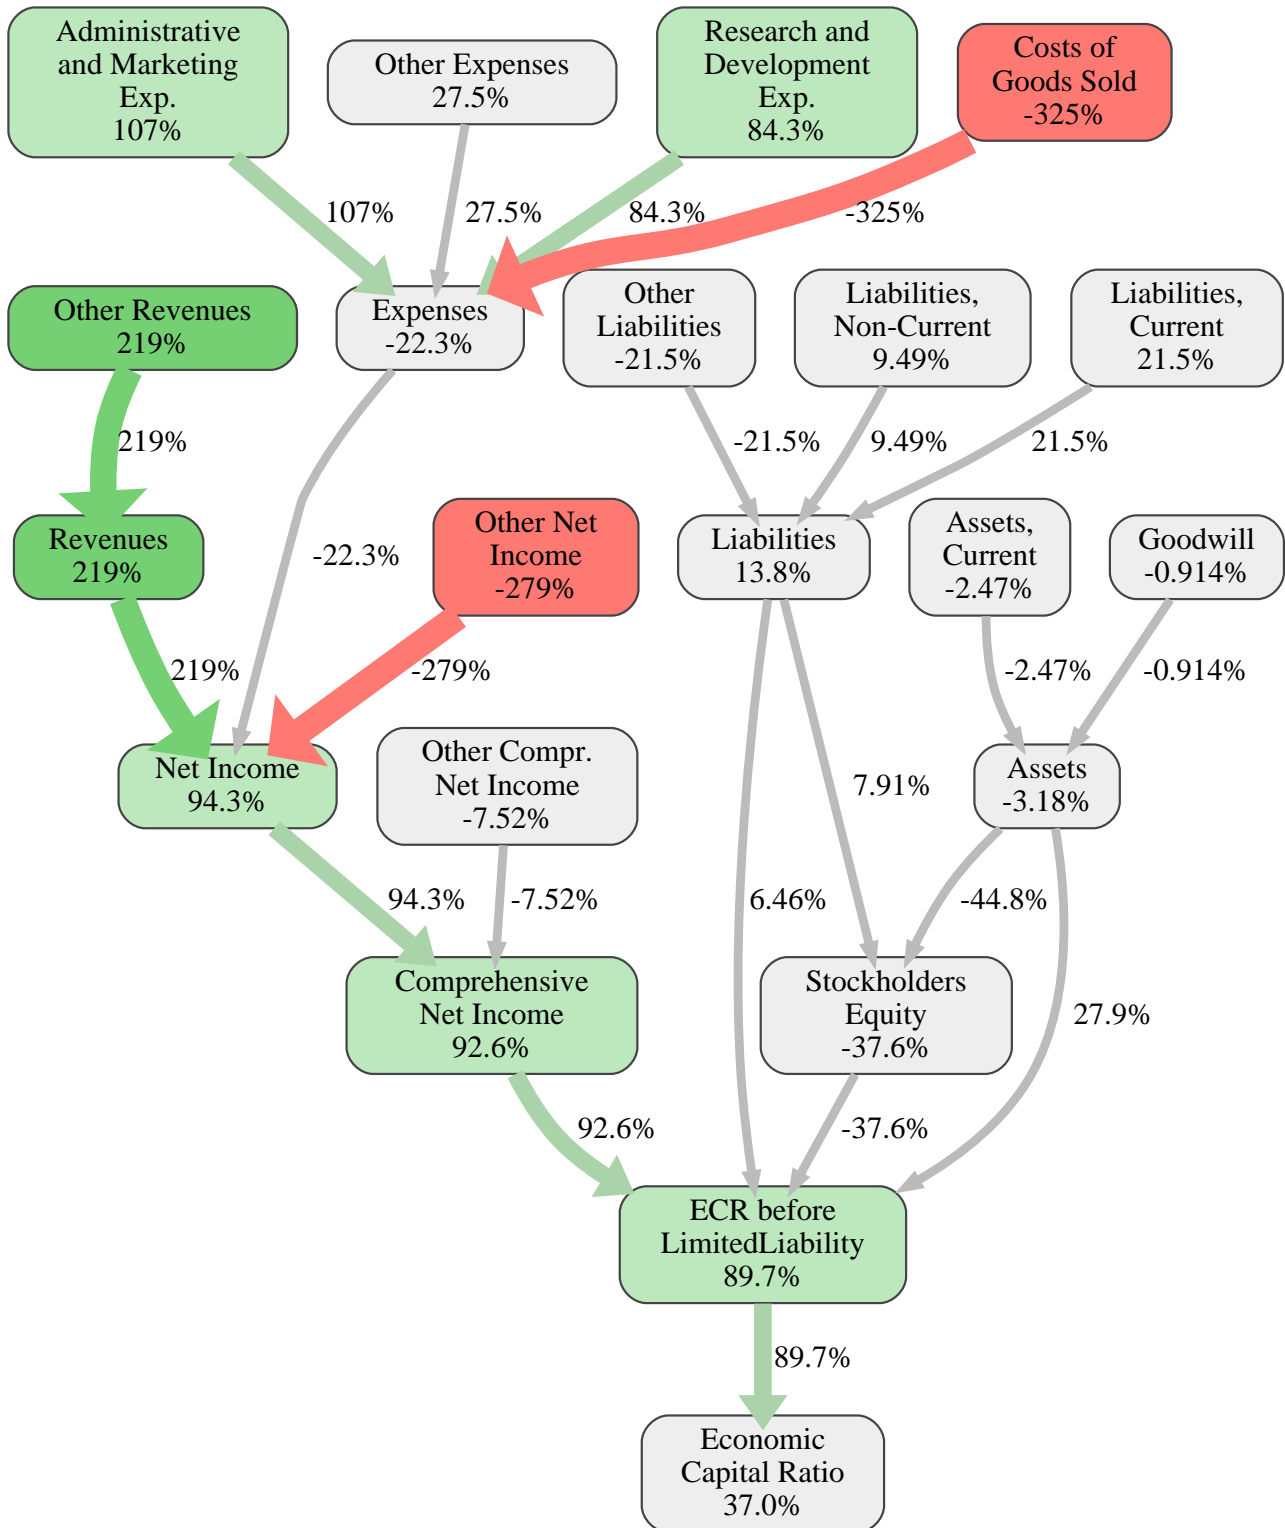 Administrative
and Marketing
Exp.
107%
Other Expenses
27.5%
Research and
Development
Exp.
84.3%
Costs of
Goods Sold
-325%
107%
27.5%
84.3%
-325%
Other Revenues
219%
Expenses
-22.3%
Other
Liabilities
-21.5%
Liabilities,
Non-Current
9.49%
Liabilities,
Current
21.5%
219%
-21.5%
9.49%
21.5%
Revenues
219%
-22.3%
Other Net
Income
-279%
Liabilities
13.8%
Assets,
Current
-2.47%
Goodwill
-0.914%
219%
-279%
-2.47%
-0.914%
Net Income
94.3%
Other Compr.
Net Income
-7.52%
7.91%
Assets
-3.18%
94.3%
-7.52%
6.46%
-44.8%
Comprehensive
Net Income
92.6%
Stockholders
Equity
-37.6%
27.9%
92.6%
-37.6%
ECR before
LimitedLiability
89.7%
89.7%
Economic
Capital Ratio
37.0%